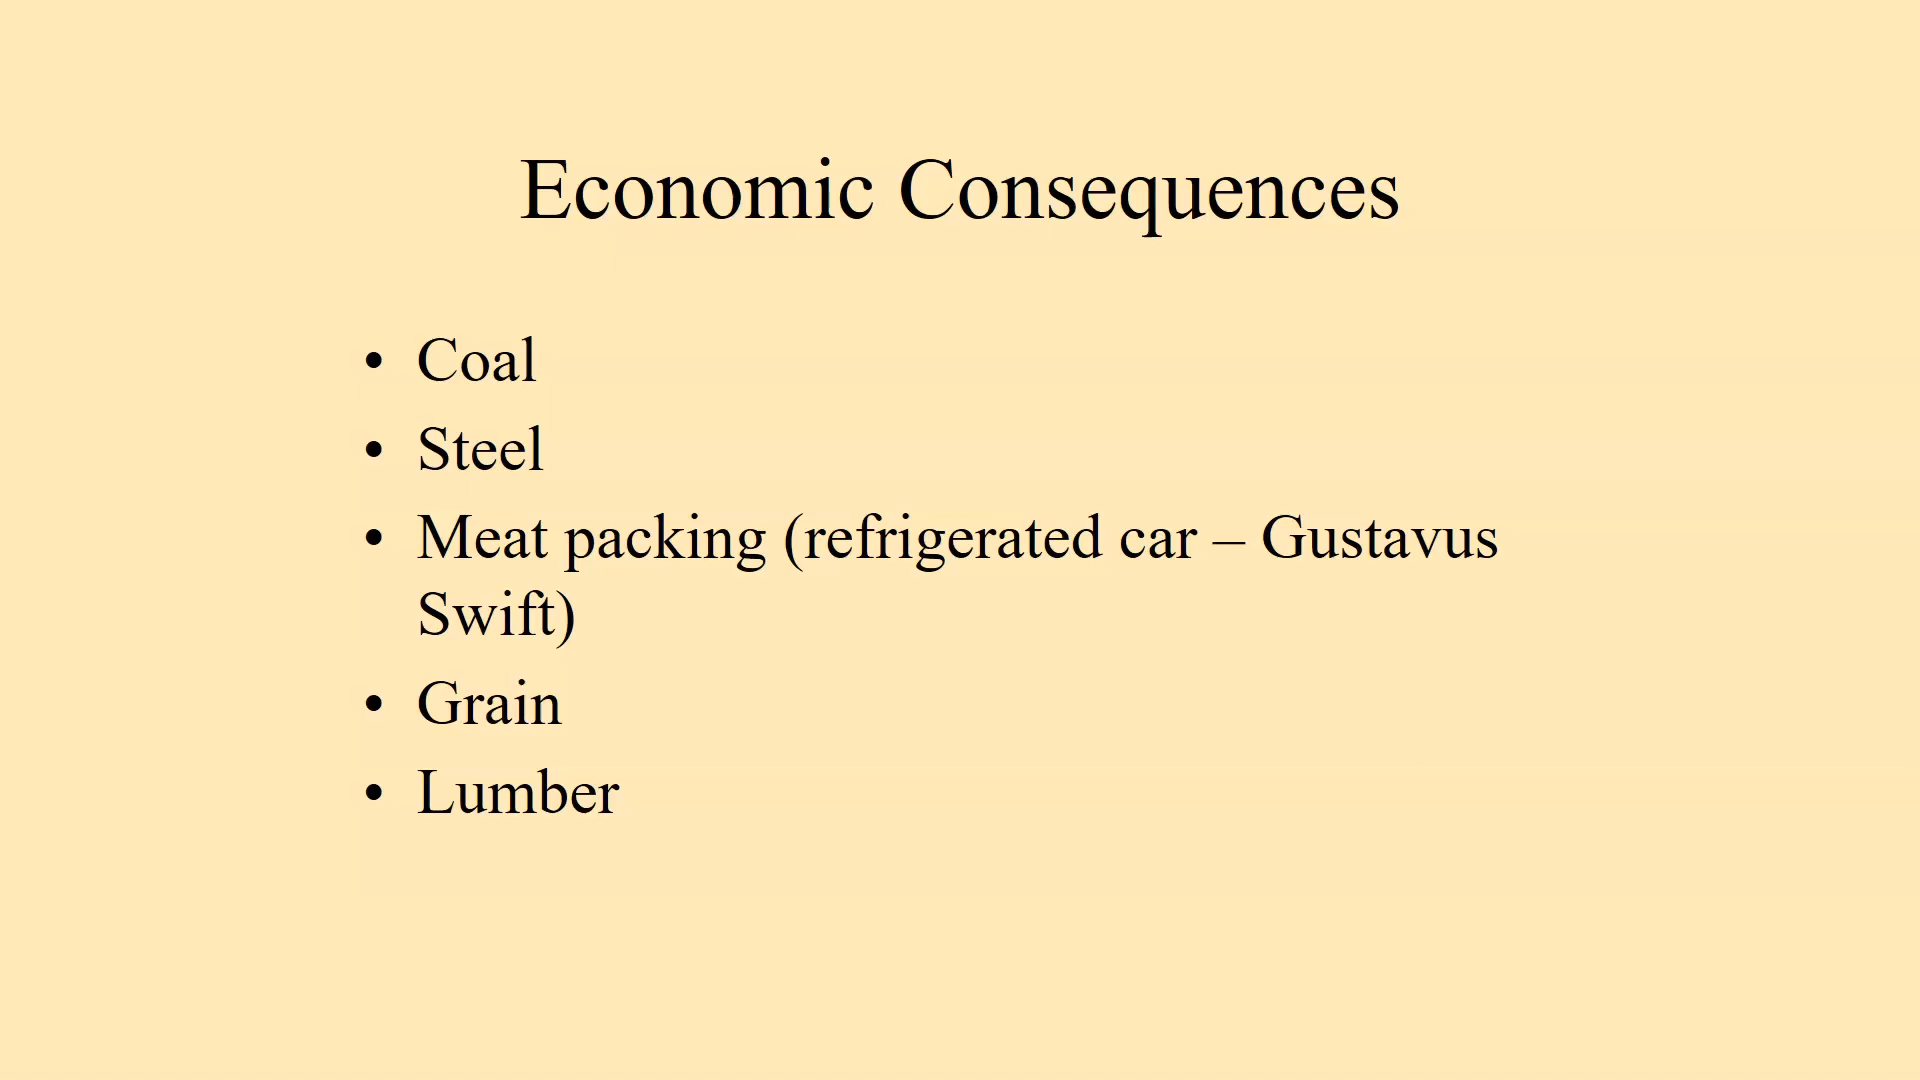 Economic Consequences
• Coal
• Steel
• Meat packing (refrigerated car – Gustavus
Swift)
• Grain
• Lumber